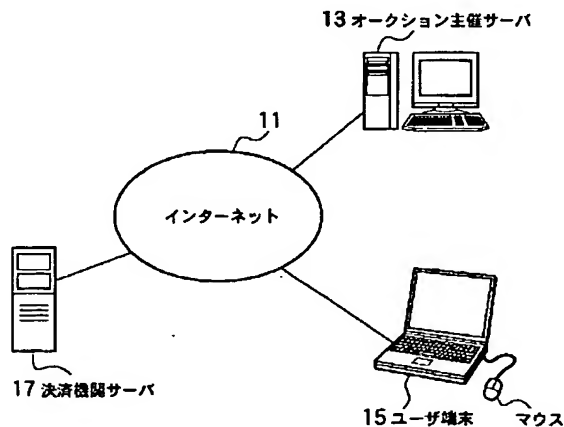 13 オークション主催サーバ
11
インターネット
17 決済機関サーバ
15 ユーザ端末
マウス